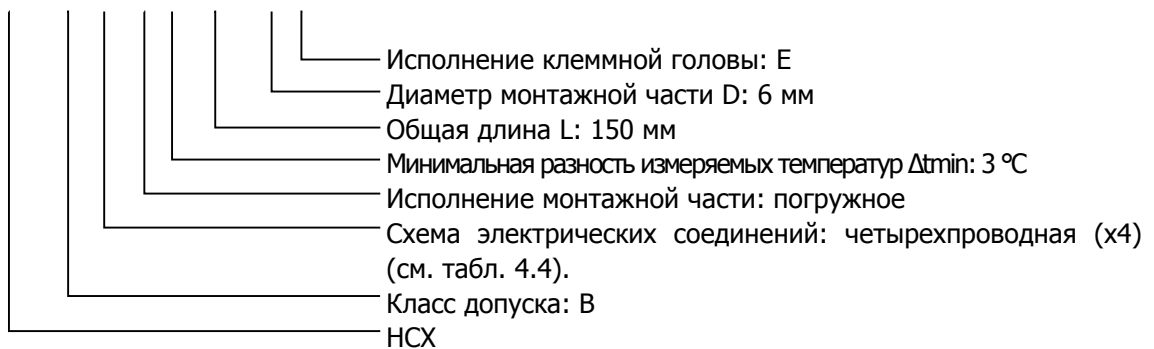 Исполнение клеммной головы: Е
Диаметр монтажной части D: 6 мм
Общая длина L: 150 мм
Минимальная разность измеряемых температур Δtmin: 3 °С
Исполнение монтажной части: погружное
Схема электрических соединений: четырехпроводная (х4)
(см. табл. 4.4).
Класс допуска: В
НСХ